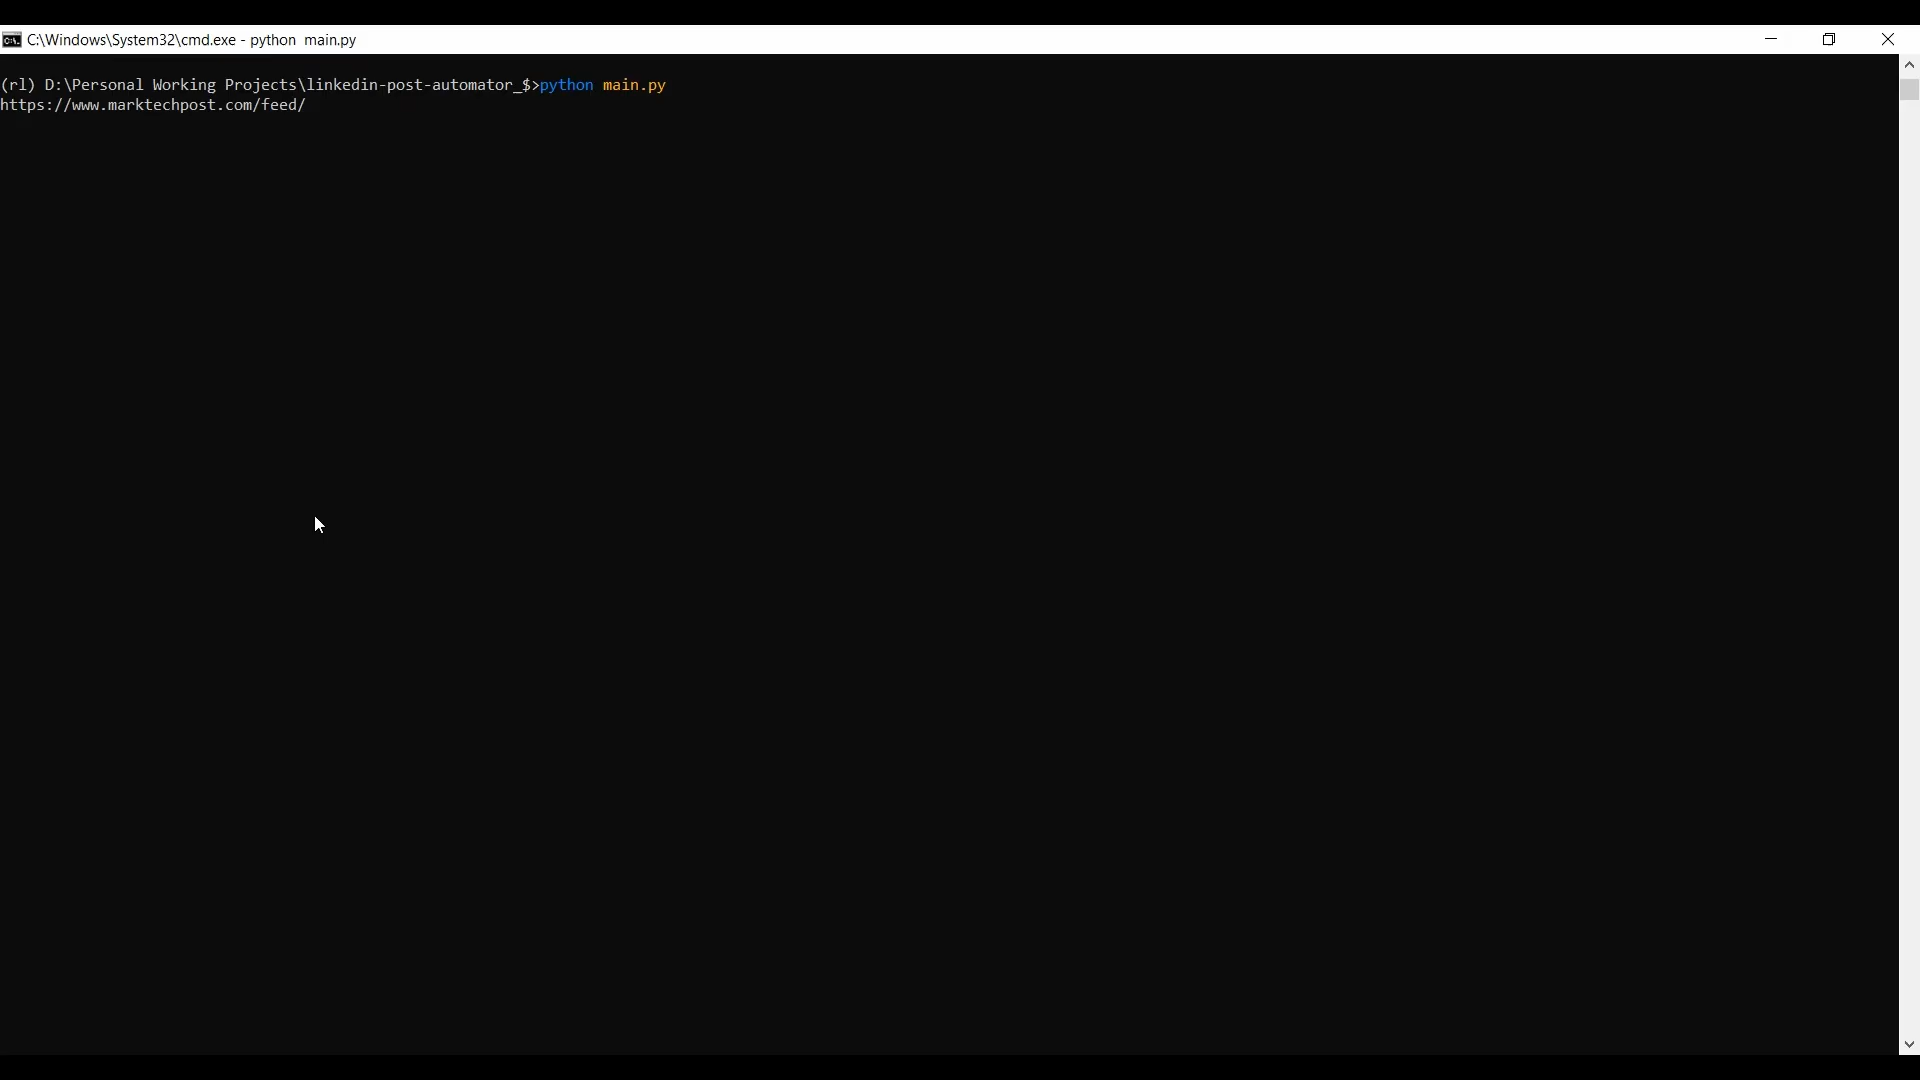 C:\Windows\System32\cmd.exe - python  main.py
(rl) D:\Personal Working Projects\linkedin-post-automator_$>python main.py
https://www.marktechpost.com/feed/